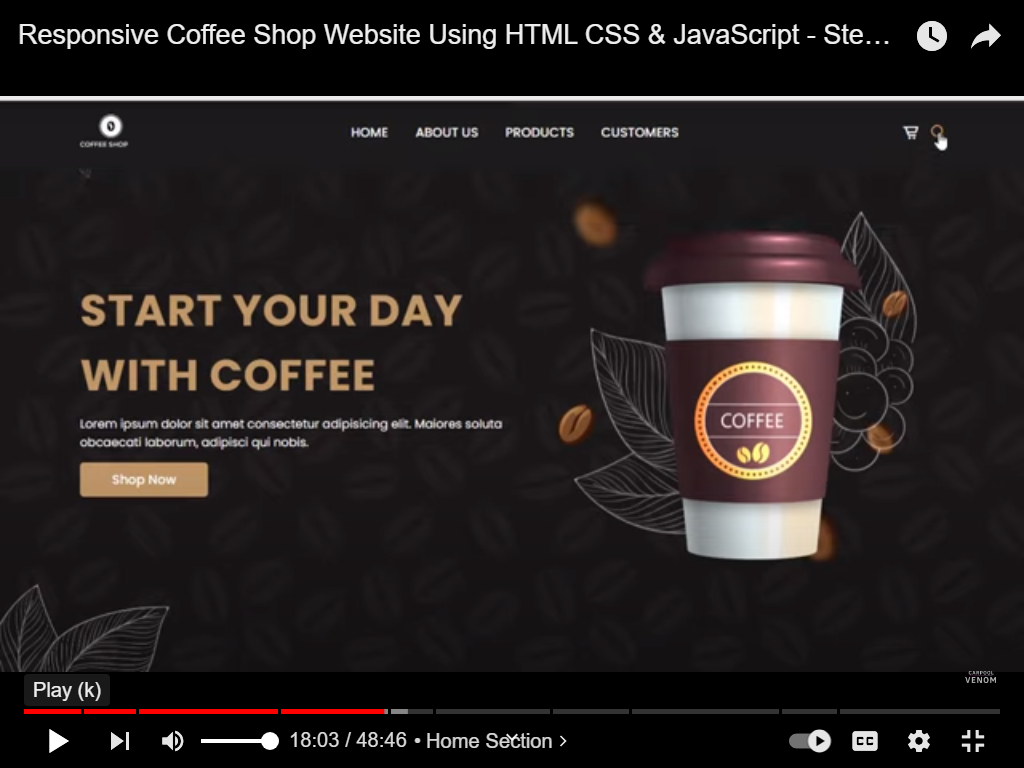 Responsive Coffee Shop Website Using HTML CSS & JavaScript - Ste...
COFFEE SHOP
HOME ABOUT US PRODUCTS CUSTOMERS
START YOUR DAY
WITH COFFEE
Lorem ipsum dolor sit amet consectetur adipisicing elit. Maiores soluta
obcaecati laborum, adipisci qui nobis.
Shop Now
COFFEE
CARPOOL
VENOM
Play (k)
18:03 / 48:46 • Home Section >
CC